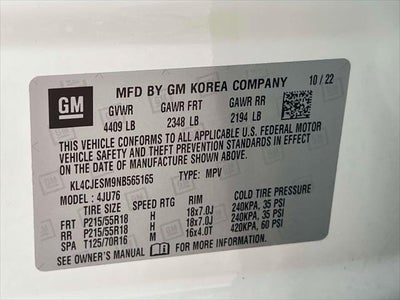 GM
MFD BY GM KOREA COMPANY 10 / 22
GVWR GAWR FRT GAWR RR
4409 LB 2348 LB 2194 LB
THIS VEHICLE CONFORMS TO ALL APPLICABLE U.S. FEDERAL MOTOR
VEHICLE SAFETY AND THEFT PREVENTION STANDARDS IN
EFFECT ON THE DATE OF MANUFACTURE SHOWN ABOVE.
KL4CJESM9NB565165 TYPE: MPV
MODEL: 4JU76
TIRE SIZE RIM COLD TIRE PRESSURE
FRT P215/55R18 H 18x7.0J 240KPA, 35 PSI
RR P215/55R18 H 18x7.0J 240KPA, 35 PSI
SPA T125/70R16 M 16x4.0T 420KPA, 60 PSI
SEE OWNER'S MANUAL FOR MORE INFORMATION.